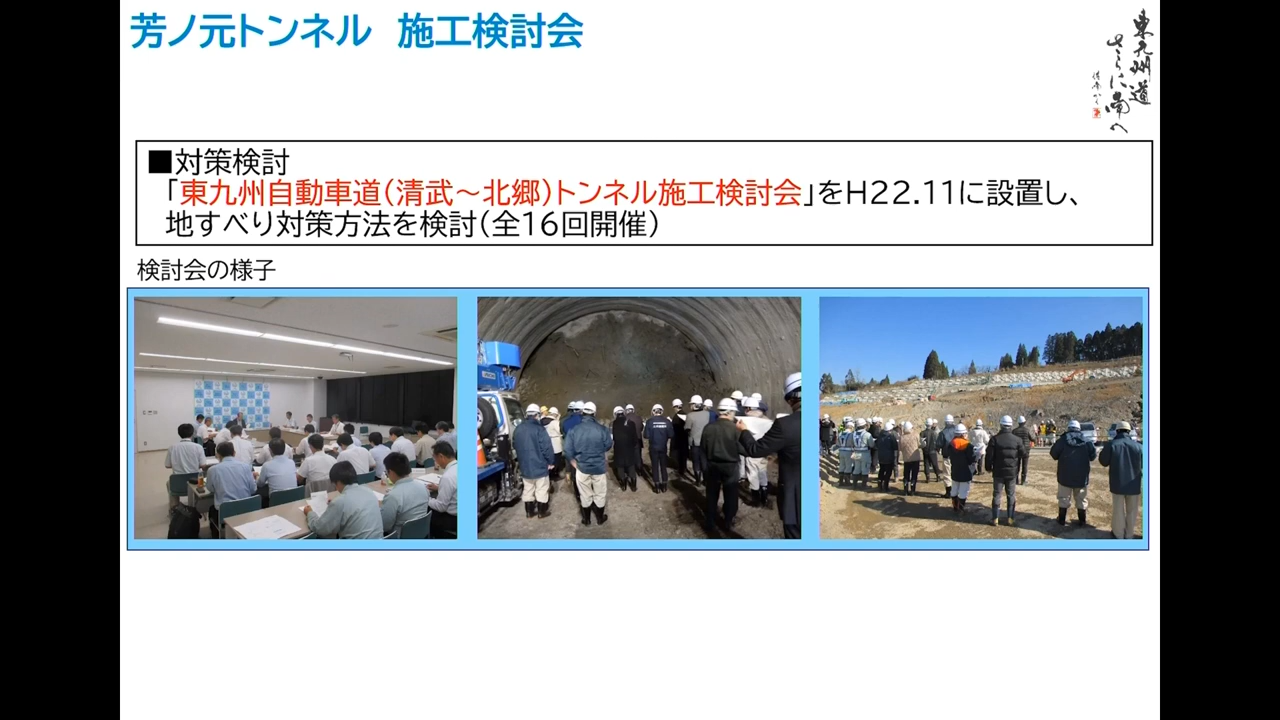 芳ノ元トンネル 施工検討会
東九州道
さらに南へ
■対策検討
「東九州自動車道(清武～北郷)トンネル施工検討会」をH22.11に設置し、
地すべり対策方法を検討(全16回開催)
検討会の様子